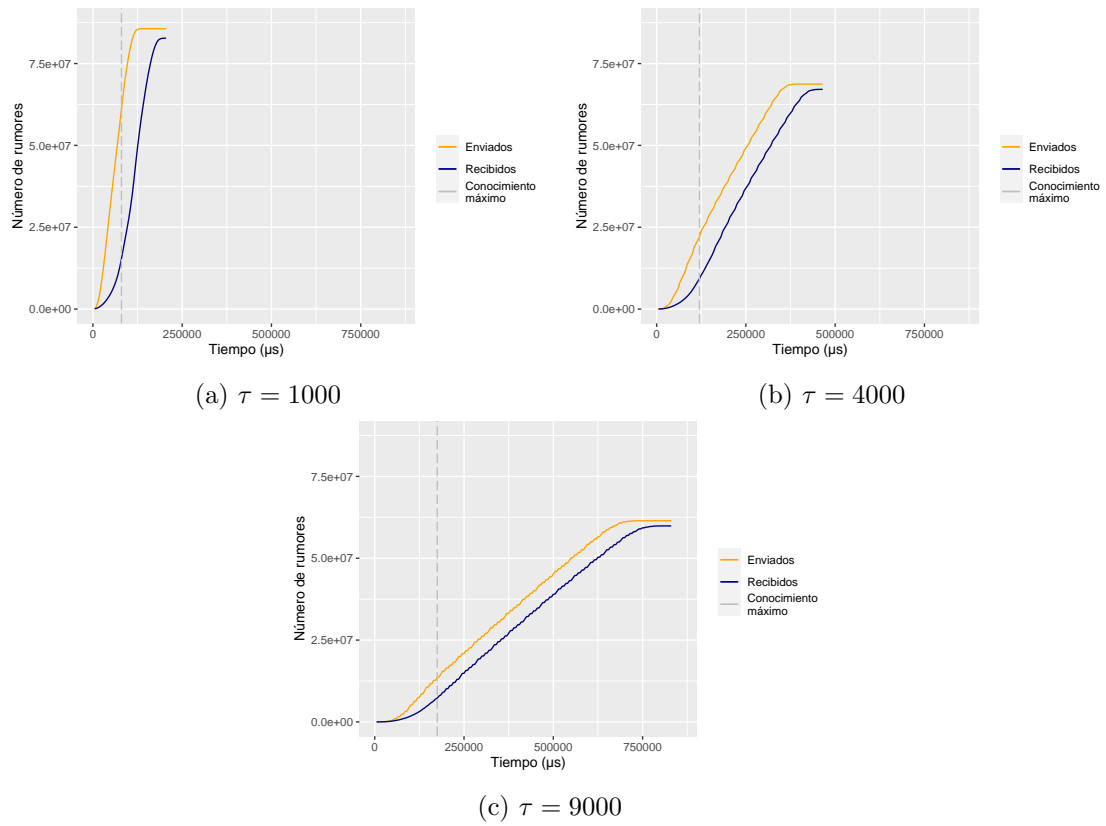 Número de rumores
7.5e+07
5.0e+07
2.5e+07
0.0e+00
0
250000
500000
750000
Tiempo (µs)
Enviados
Recibidos
Conocimiento
máximo
(a) τ = 1000
Número de rumores
7.5e+07
5.0e+07
2.5e+07
0.0e+00
0
250000
500000
750000
Tiempo (µs)
Enviados
Recibidos
Conocimiento
máximo
(b) τ = 4000
Número de rumores
7.5e+07
5.0e+07
2.5e+07
0.0e+00
0
250000
500000
750000
Tiempo (µs)
Enviados
Recibidos
Conocimiento
máximo
(c) τ = 9000